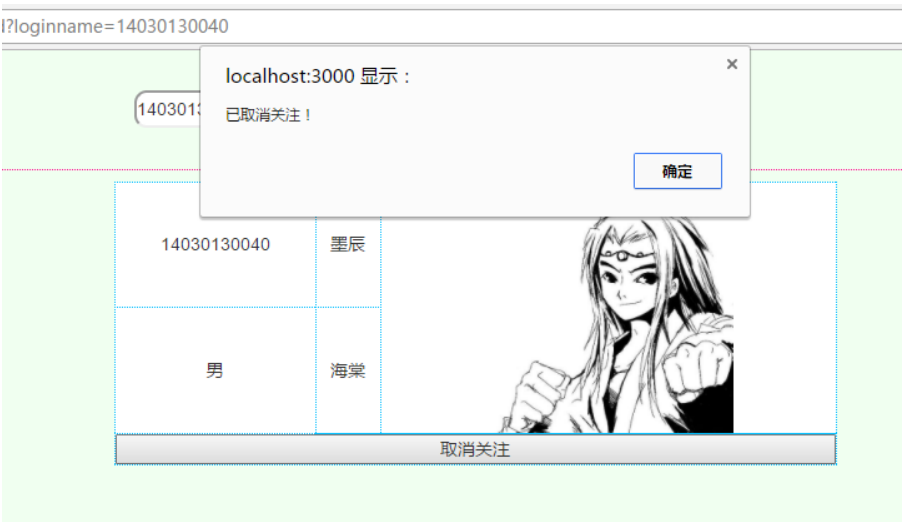 d?loginname=14030130040
localhost:3000 显示：
已取消关注！
确定
14030130040 墨辰
男 海棠
取消关注